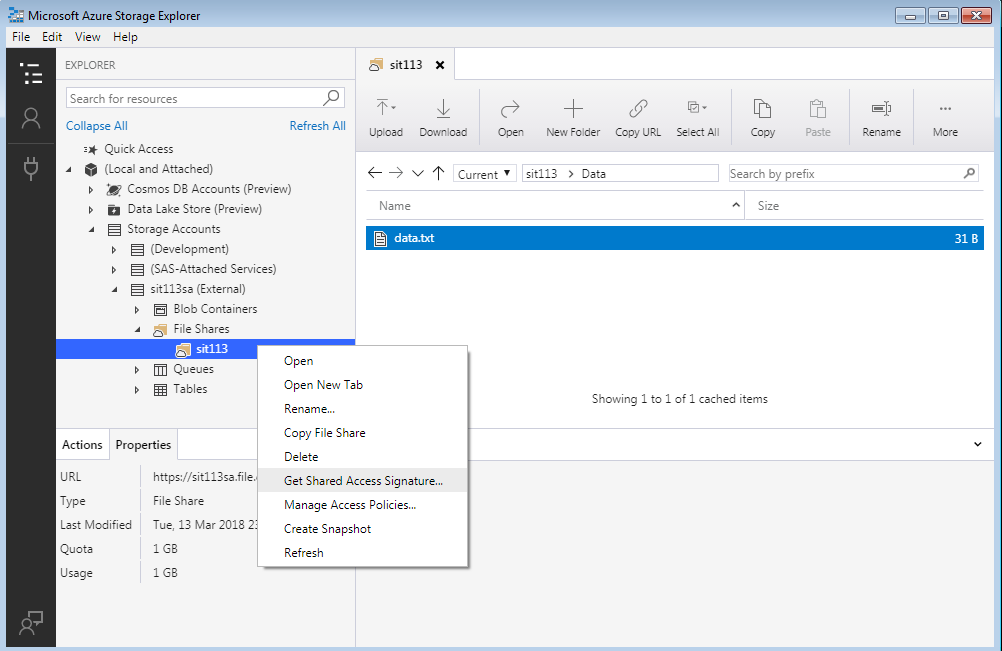 Microsoft Azure Storage Explorer
File Edit View Help
EXPLORER
Search for resources
Collapse All Refresh All
Quick Access
(Local and Attached)
Cosmos DB Accounts (Preview)
Data Lake Store (Preview)
Storage Accounts
(Development)
(SAS-Attached Services)
sit113sa (External)
Blob Containers
File Shares
sit113
Queues
Tables
Open
Open New Tab
Rename...
Copy File Share
Delete
Get Shared Access Signature...
Manage Access Policies...
Create Snapshot
Refresh
Actions Properties
URL https://sit113sa.file.
Type File Share
Last Modified Tue, 13 Mar 2018 23
Quota 1 GB
Usage 1 GB
sit113
Upload Download Open New Folder Copy URL Select All Copy Paste Rename More
Current sit113 Data Search by prefix
Name Size
data.txt 31 B
Showing 1 to 1 of 1 cached items